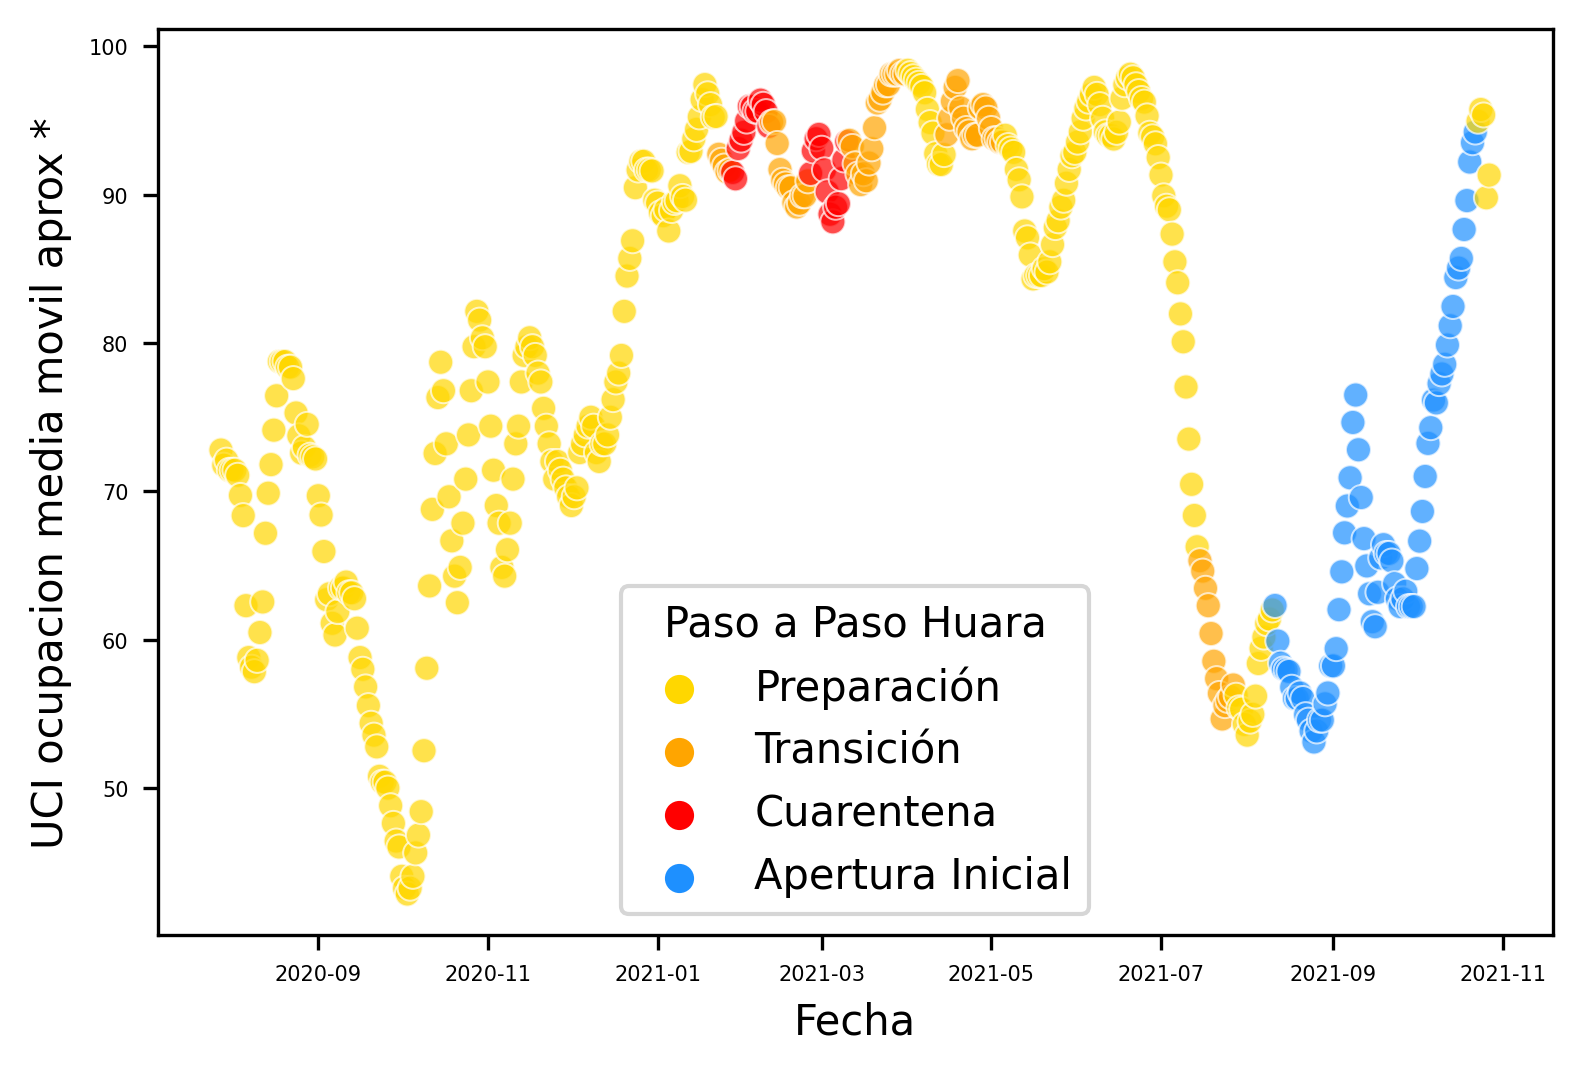 100
90
80
70
60
50
UCI ocupacion media movil aprox *
Paso a Paso Huara
Preparación
Transición
Cuarentena
Apertura Inicial
2020-09 2020-11 2021-01 2021-03 2021-05 2021-07 2021-09 2021-11
Fecha